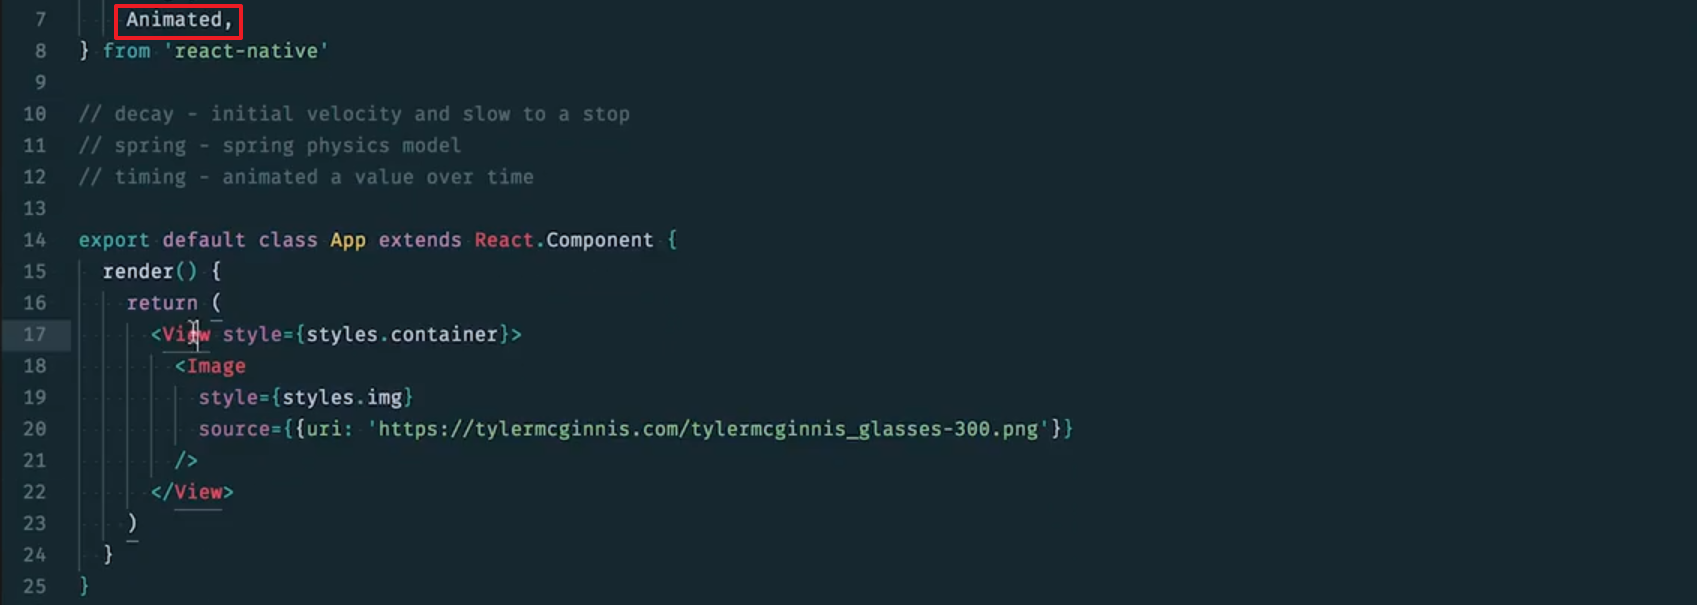 7 Animated,
8 } from 'react-native'
9
10 // decay - initial velocity and slow to a stop
11 // spring - spring physics model
12 // timing - animated a value over time
13
14 export default class App extends React.Component {
15 render() {
16 return (
17 <View style={styles.container}>
18 <Image
19 style={styles.img}
20 source={{uri: 'https://tylermcginnis.com/tylermcginnis_glasses-300.png'}}
21 />
22 </View>
23 )
24 }
25 }